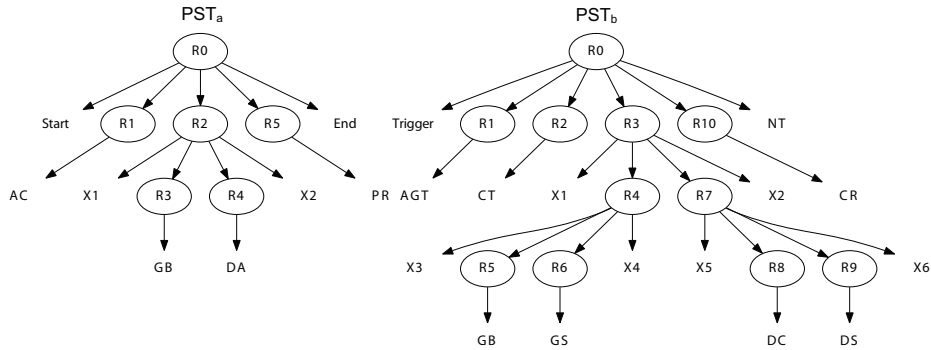 PSTa PSTb
R0 R0
Start R1 R2 R5 End Trigger R1 R2 R3 R10 NT
AC X1 R3 R4 X2 PR AGT CT X1 R4 R7 X2 CR
GB DA X3 R5 R6 X4 X5 R8 R9 X6
GB GS DC DS